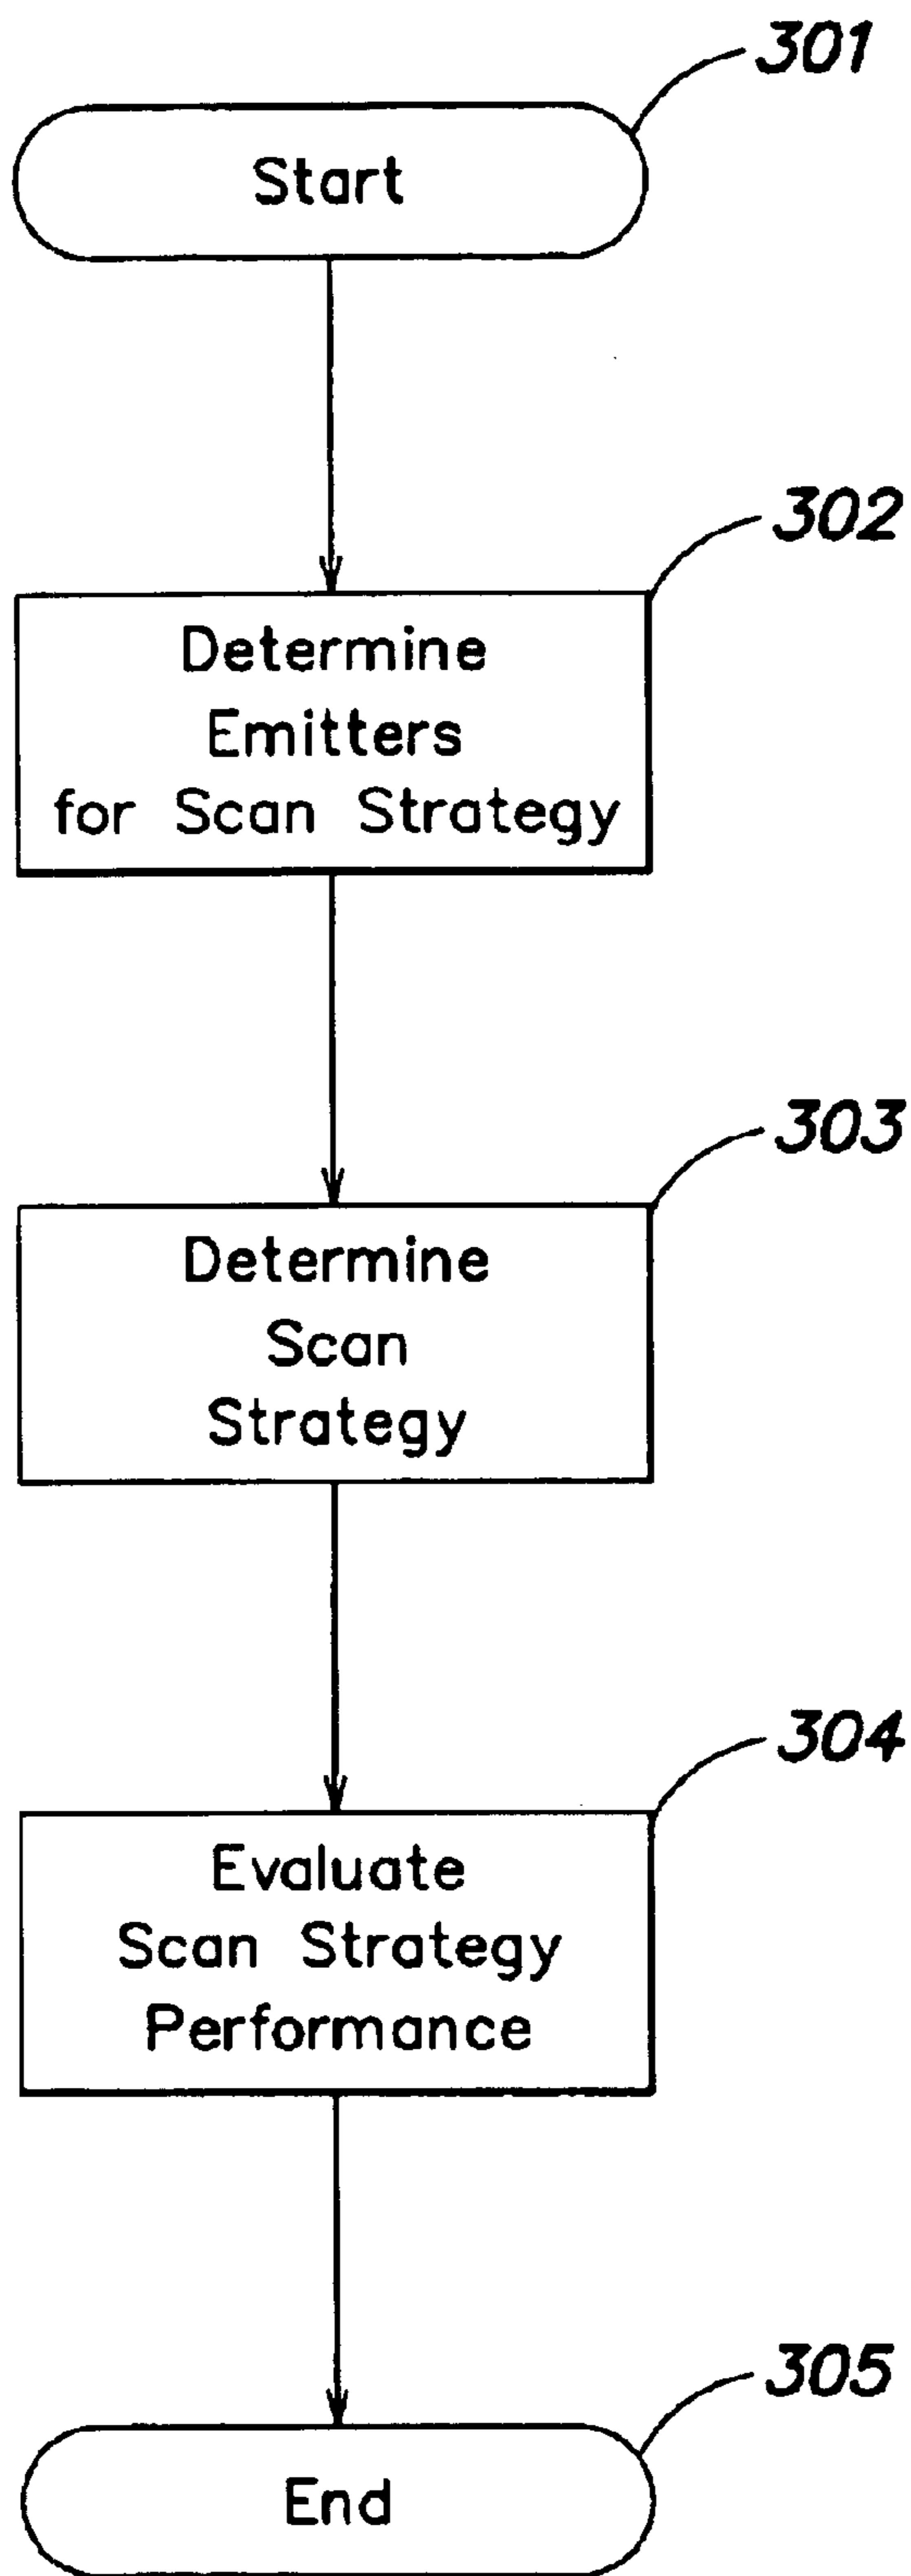 301
Start
302
Determine
Emitters
for Scan Strategy
303
Determine
Scan
Strategy
304
Evaluate
Scan Strategy
Performance
305
End